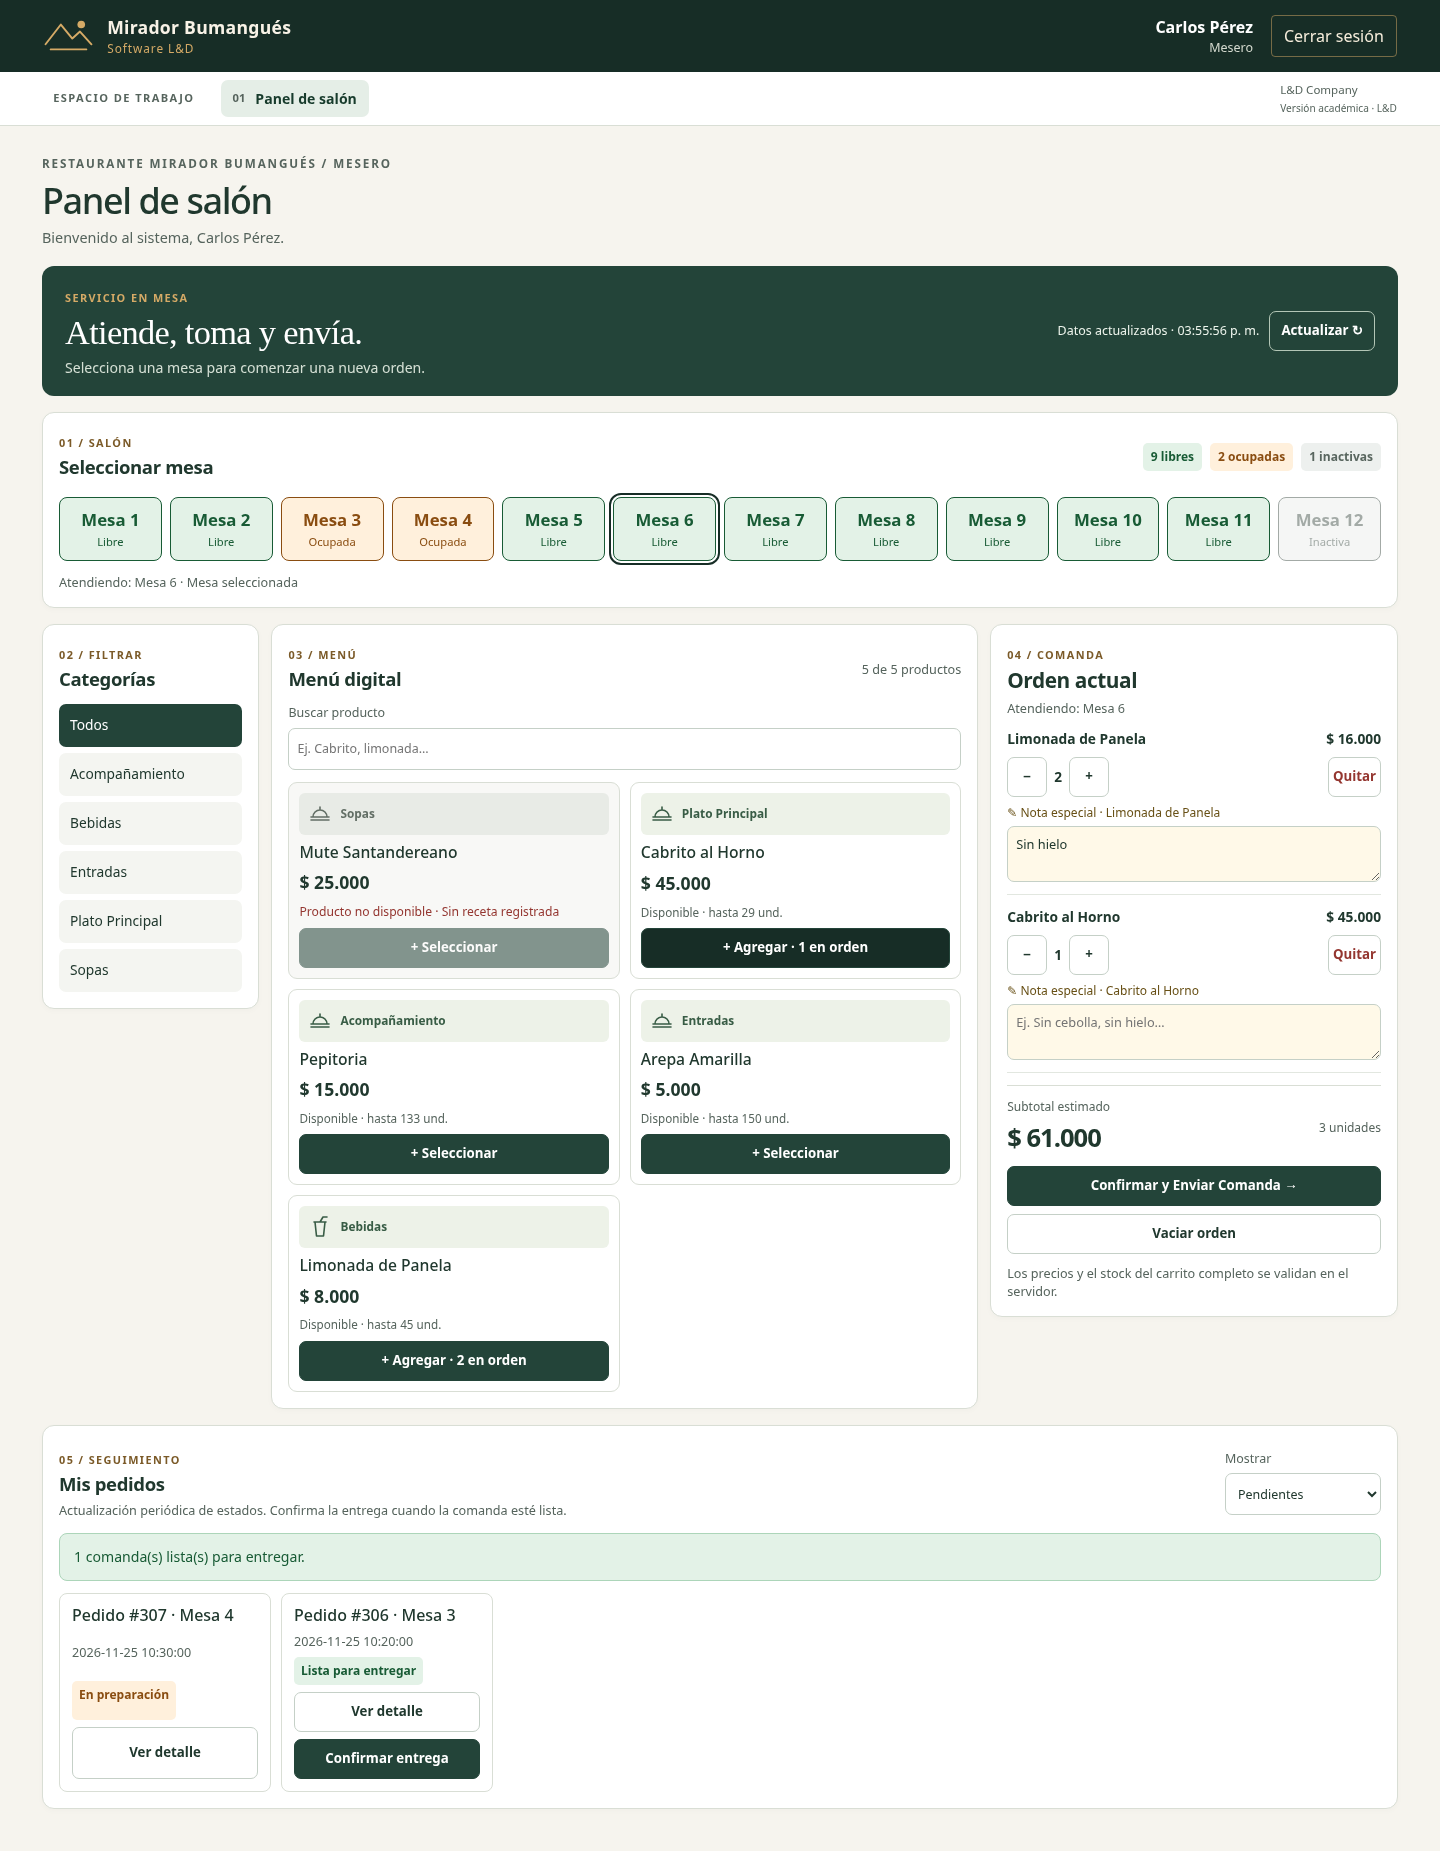 Mirador Bumangués
Software L&D
Carlos Pérez
Mesero
Cerrar sesión
ESPACIO DE TRABAJO
01 Panel de salón
L&D Company
Versión académica · L&D
RESTAURANTE MIRADOR BUMANGUÉS / MESERO
Panel de salón
Bienvenido al sistema, Carlos Pérez.
SERVICIO EN MESA
Atiende, toma y envía.
Selecciona una mesa para comenzar una nueva orden.
Datos actualizados · 03:55:56 p. m.
Actualizar ↻
01 / SALÓN
Seleccionar mesa
9 libres
2 ocupadas
1 inactivas
Mesa 1
Libre
Mesa 2
Libre
Mesa 3
Ocupada
Mesa 4
Ocupada
Mesa 5
Libre
Mesa 6
Libre
Mesa 7
Libre
Mesa 8
Libre
Mesa 9
Libre
Mesa 10
Libre
Mesa 11
Libre
Mesa 12
Inactiva
Atendiendo: Mesa 6 · Mesa seleccionada
02 / FILTRAR
Categorías
Todos
Acompañamiento
Bebidas
Entradas
Plato Principal
Sopas
03 / MENÚ
Menú digital
5 de 5 productos
Buscar producto
Ej. Cabrito, limonada...
Sopas
Mute Santandereano
$ 25.000
Producto no disponible · Sin receta registrada
+ Seleccionar
Plato Principal
Cabrito al Horno
$ 45.000
Disponible · hasta 29 und.
+ Agregar · 1 en orden
Acompañamiento
Pepitoria
$ 15.000
Disponible · hasta 133 und.
+ Seleccionar
Entradas
Arepa Amarilla
$ 5.000
Disponible · hasta 150 und.
+ Seleccionar
Bebidas
Limonada de Panela
$ 8.000
Disponible · hasta 45 und.
+ Agregar · 2 en orden
04 / COMANDA
Orden actual
Atendiendo: Mesa 6
Limonada de Panela $ 16.000
− 2 + Quitar
✎ Nota especial · Limonada de Panela
Sin hielo
Cabrito al Horno $ 45.000
− 1 + Quitar
✎ Nota especial · Cabrito al Horno
Ej. Sin cebolla, sin hielo...
Subtotal estimado
$ 61.000
3 unidades
Confirmar y Enviar Comanda →
Vaciar orden
Los precios y el stock del carrito completo se validan en el
servidor.
05 / SEGUIMIENTO
Mis pedidos
Actualización periódica de estados. Confirma la entrega cuando la comanda esté lista.
Mostrar
Pendientes
1 comanda(s) lista(s) para entregar.
Pedido #307 · Mesa 4
2026-11-25 10:30:00
En preparación
Ver detalle
Pedido #306 · Mesa 3
2026-11-25 10:20:00
Lista para entregar
Ver detalle
Confirmar entrega